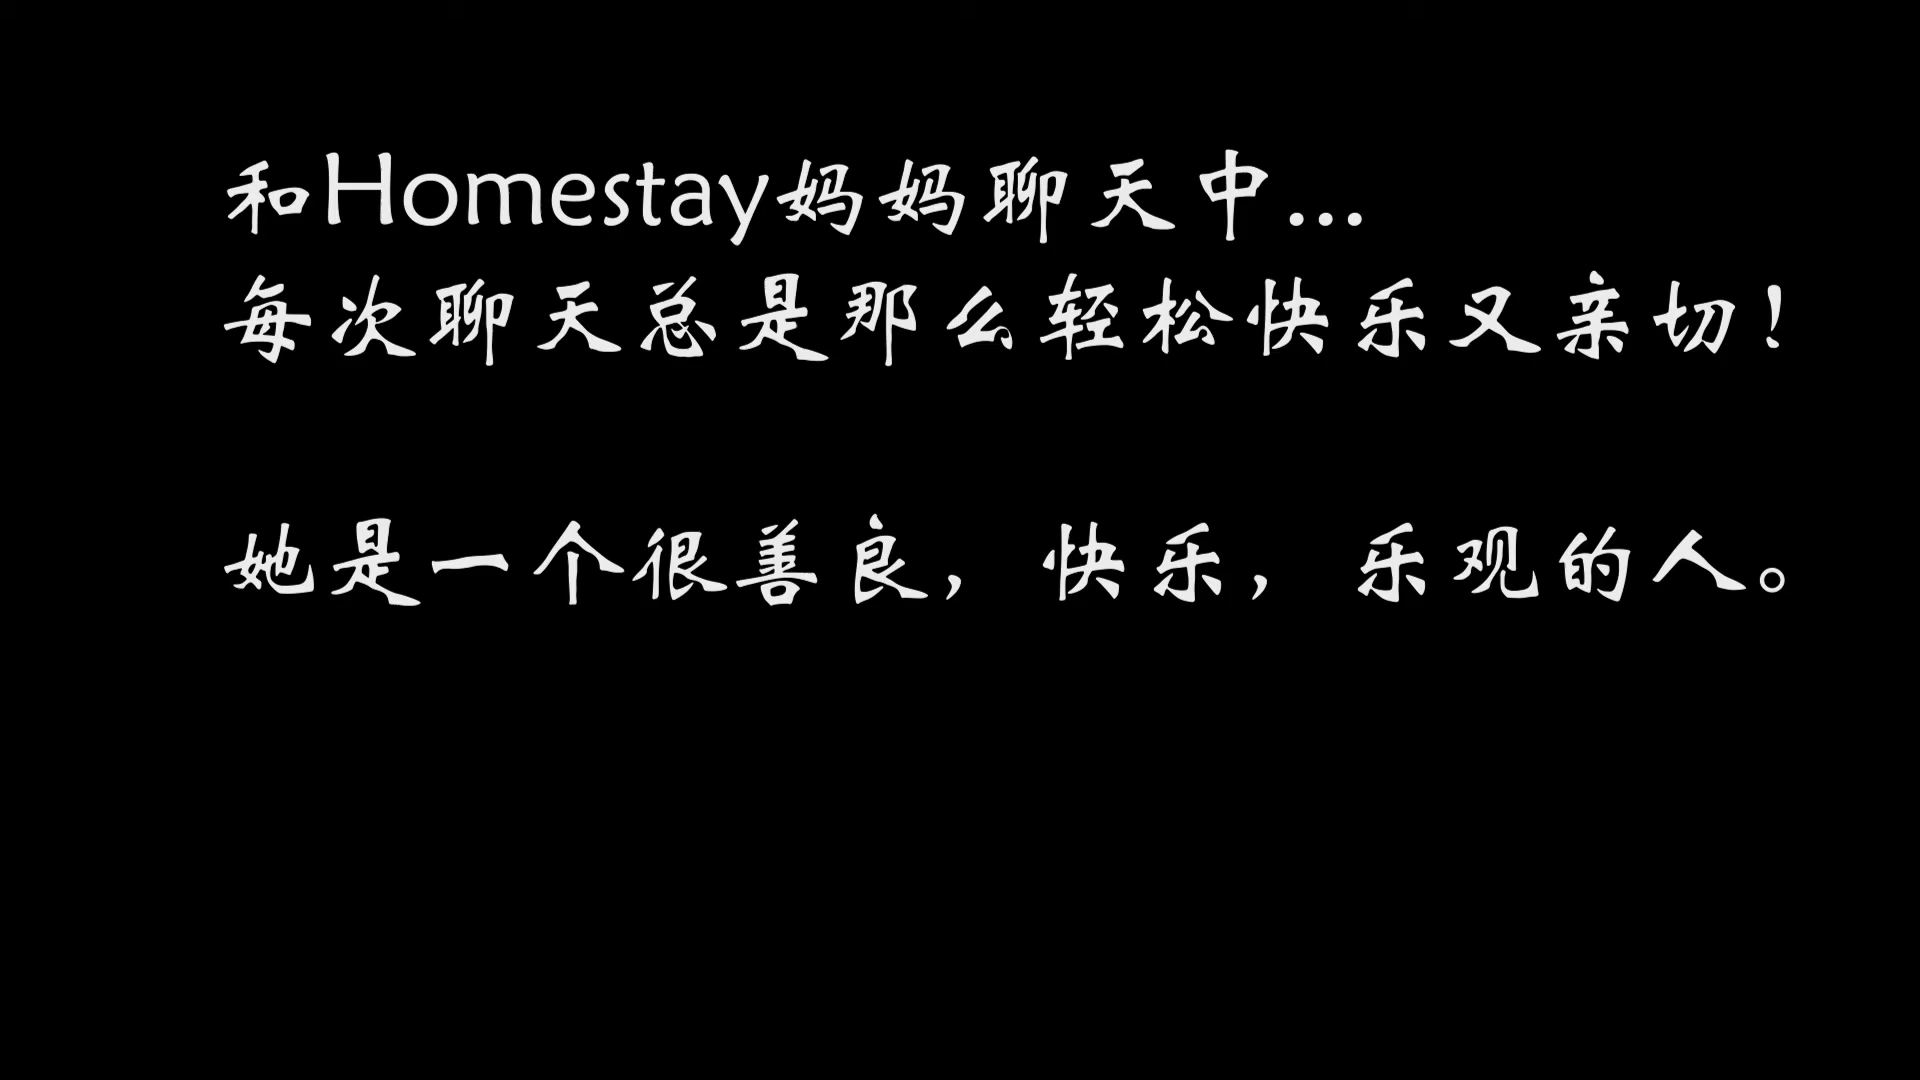 和Homestay妈妈聊天中...
每次聊天总是那么轻松快乐又亲切！
她是一个很善良，快乐，乐观的人。